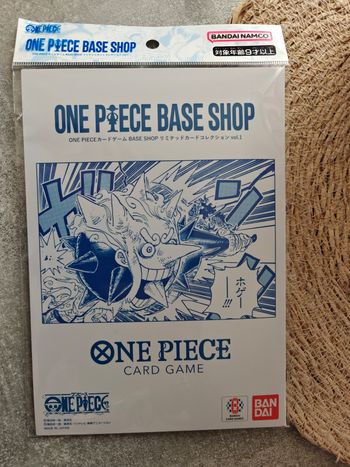 ONE PIECE
ONE PIECE BASE SHOP
BANDAI NAMCO
対象年齢9才以上
ONE PIECE BASE SHOP
ONE PIECEカードゲーム BASE SHOP リミテッドカードコレクション vol.1
ホゲー
!!!
ONE PIECE
CARD GAME
ONE PIECE
BANDAI